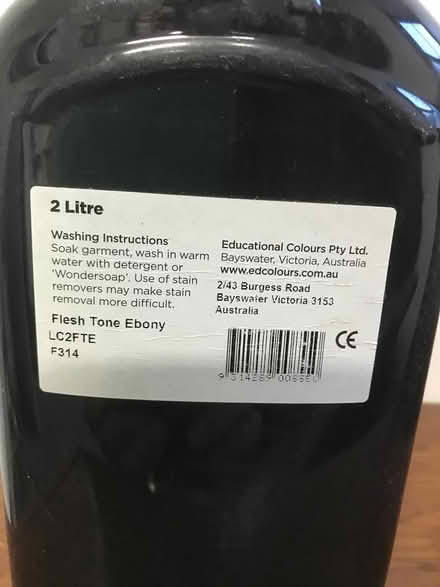 2 Litre
Washing Instructions
Soak garment, wash in warm
water with detergent or
'Wondersoap'. Use of stain
removers may make stain
removal more difficult.
Flesh Tone Ebony
LC2FTE
F314
Educational Colours Pty Ltd.
Bayswater, Victoria, Australia
www.edcolours.com.au
2/43 Burgess Road
Bayswater Victoria 3153
Australia
CE